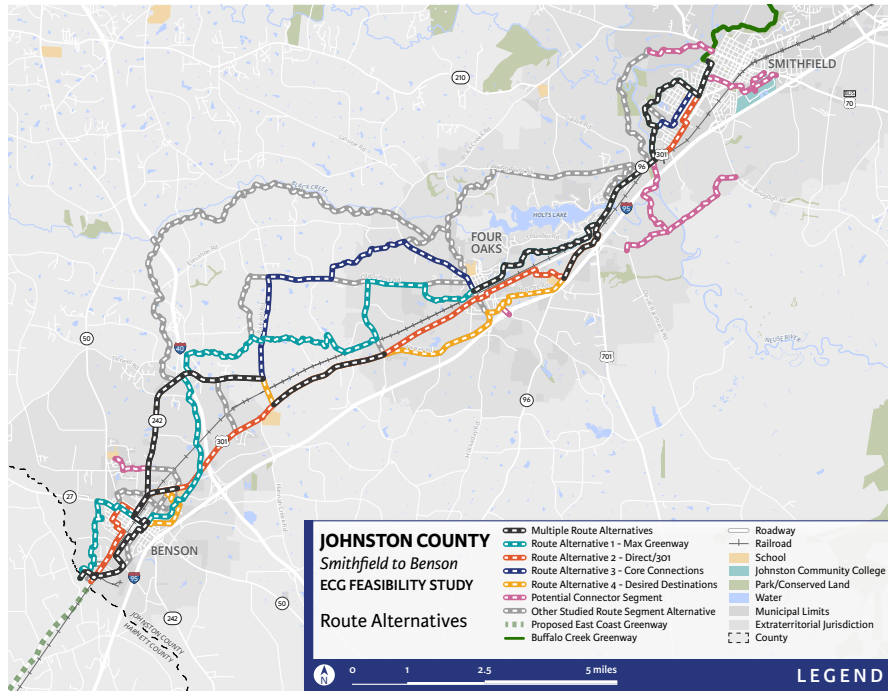 SMITHFIELD
210
70
BUS
301
96
95
BLACK CREEK
HOLTS LAKE
FOUR
OAKS
NEUSE RIVER
50
40
701
242
96
301
27
BENSON
95
50
242
JOHNSTON COUNTY
HARNETT COUNTY
JOHNSTON COUNTY
Smithfield to Benson
ECG FEASIBILITY STUDY
Route Alternatives
Multiple Route Alternatives
Route Alternative 1 - Max Greenway
Route Alternative 2 - Direct/301
Route Alternative 3 - Core Connections
Route Alternative 4 - Desired Destinations
Potential Connector Segment
Other Studied Route Segment Alternative
Proposed East Coast Greenway
Buffalo Creek Greenway
Roadway
Railroad
School
Johnston Community College
Park/Conserved Land
Water
Municipal Limits
Extraterritorial Jurisdiction
County
N
0 1 2.5 5 miles
LEGEND